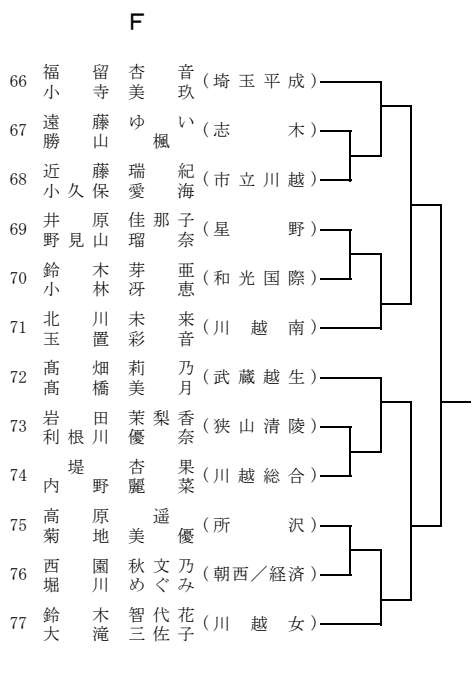 F
福留杏音
66 (埼玉平成)
小寺美玖
遠藤ゆい
67 (志木)
勝山楓
近藤瑞紀
68 (市立川越)
小久保愛海
井原佳那子
69 (星野)
野見山瑠奈
鈴木芽亜
70 (和光国際)
小林冴恵
北川未来
71 (川越南)
玉置彩音
髙畑莉乃
72 (武蔵越生)
髙橋美月
岩田茉梨香
73 (狭山清陵)
利根川優奈
堤杏果
74 (川越総合)
内野麗菜
高原遥
75 (所沢)
菊地美優
西園秋文乃
76 (朝西／経済)
堀川めぐみ
鈴木智代花
77 (川越女)
大滝三佐子